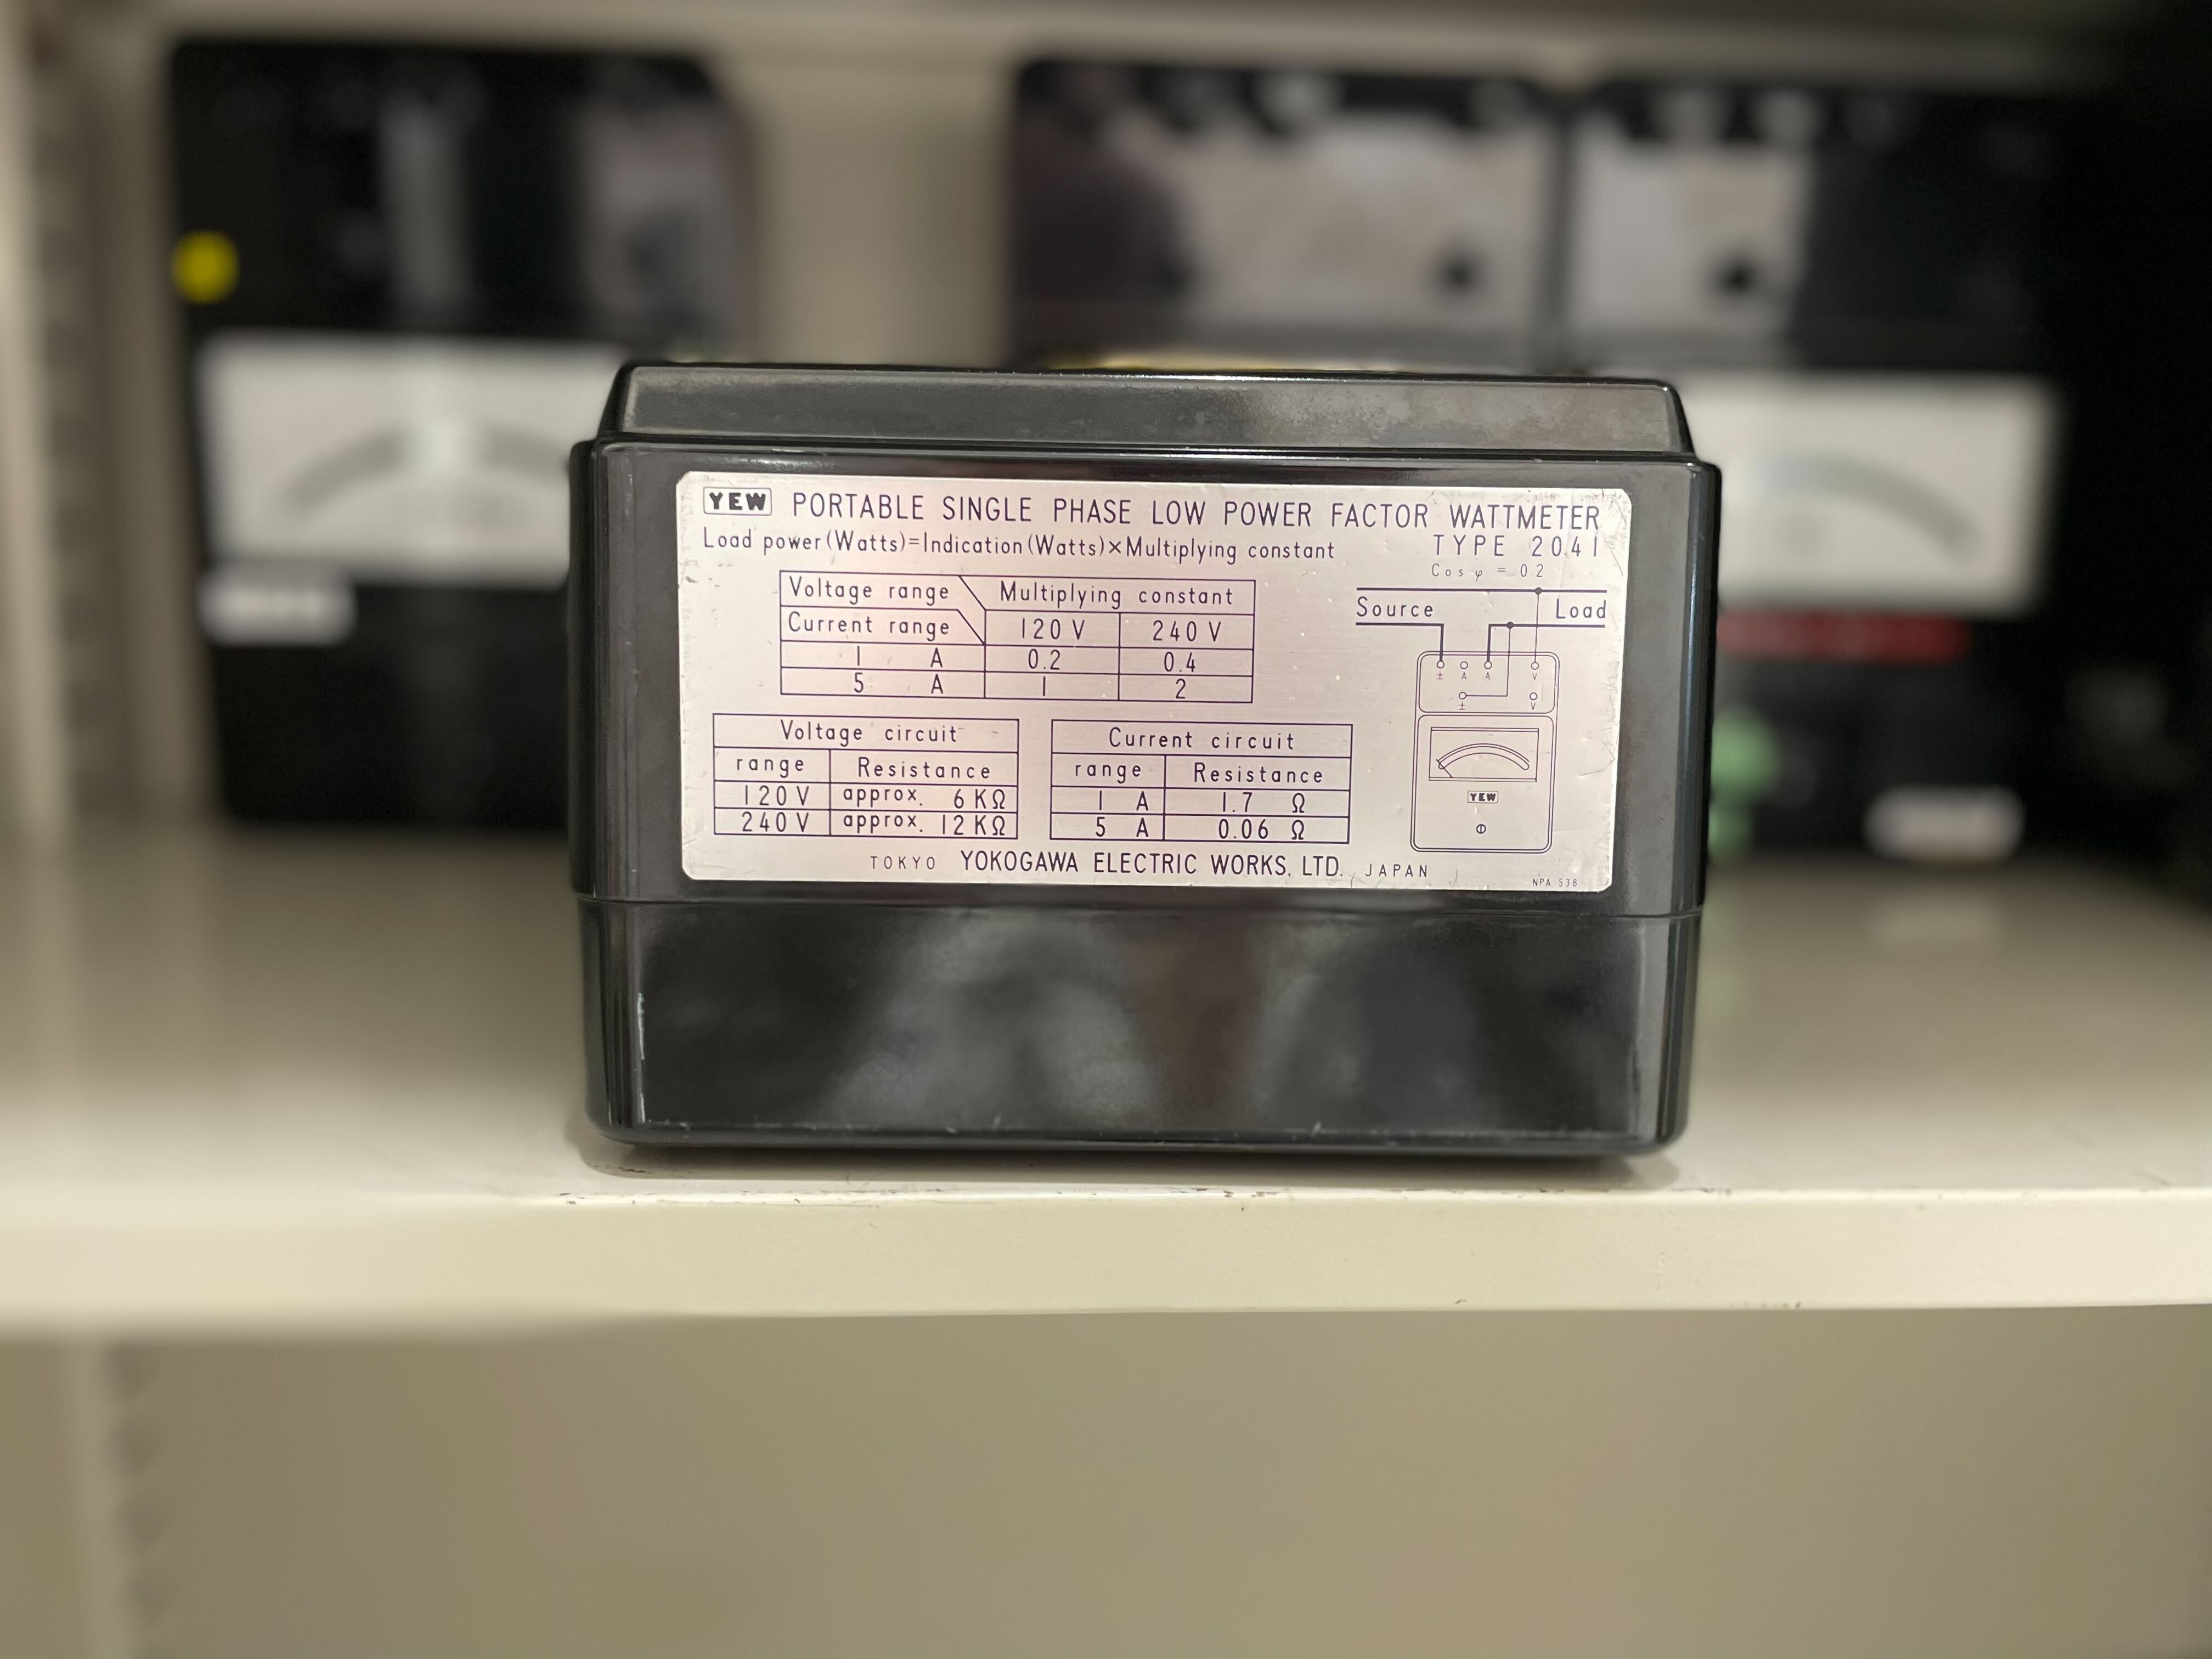 YEW PORTABLE SINGLE PHASE LOW POWER FACTOR WATTMETER
Load power (Watts)=Indication (Watts)×Multiplying constant
TYPE 2041
Cos φ = 0.2
Voltage range Multiplying constant
Current range 120 V 240 V
1 A 0.2 0.4
5 A 1 2
Source Load
± A A V
± V
Voltage circuit
range Resistance
120 V approx. 6 KΩ
240 V approx. 12 KΩ
Current circuit
range Resistance
1 A 1.7 Ω
5 A 0.06 Ω
YEW
TOKYO YOKOGAWA ELECTRIC WORKS, LTD. JAPAN
NPA 538